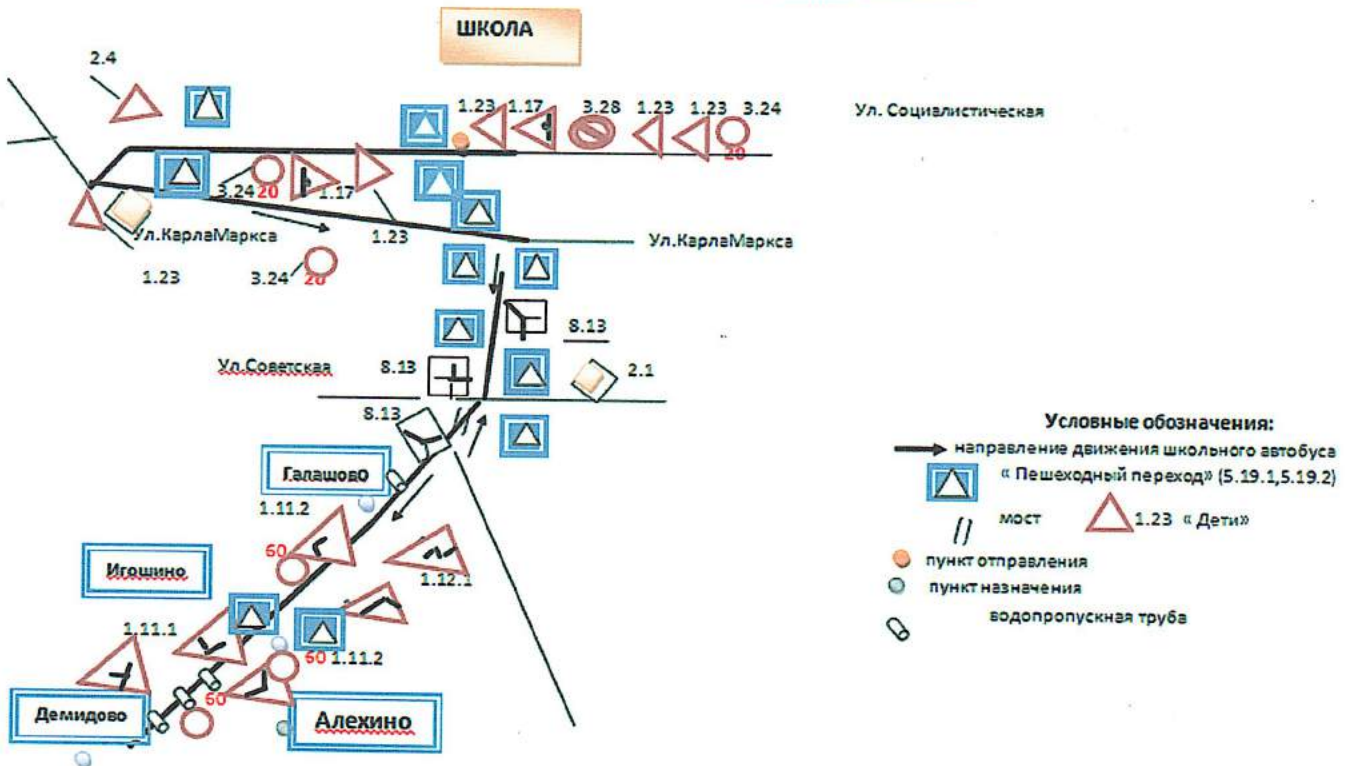 ШКОЛА
2.4
1.23 1.17 3.28 1.23 1.23 3.24
Ул. Социалистическая
20
3.24 20 1.17
Ул.КарлаМаркса
1.23
Ул.КарлаМаркса
1.23
3.24 20
8.13
Ул.Советская
8.13
2.1
8.13
Галашово
1.11.2
60
1.12.1
Игошино
1.11.1
60 1.11.2
60
Демидово
Алехино
Условные обозначения:
направление движения школьного автобуса
« Пешеходный переход» (5.19.1,5.19.2)
мост
1.23 « Дети»
пункт отправления
пункт назначения
водопропускная труба